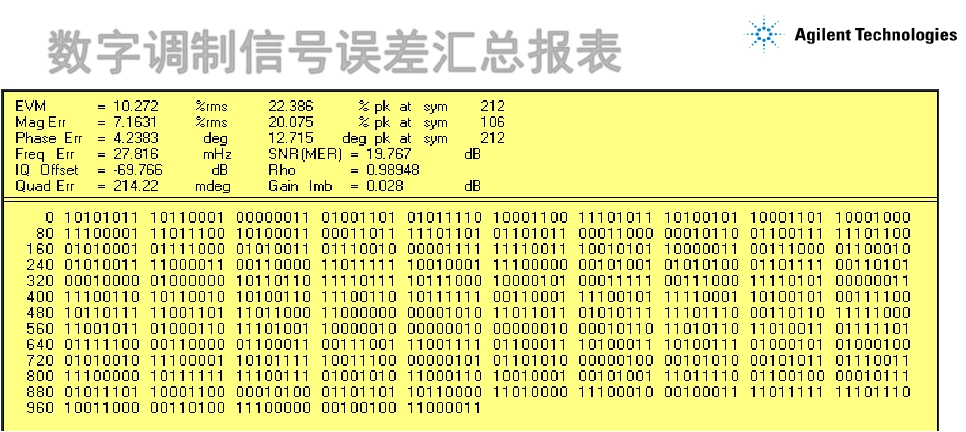 数字调制信号误差汇总报表
Agilent Technologies
EVM = 10.272 %rms 22.386 % pk at sym 212
Mag Err = 7.1631 %rms 20.075 % pk at sym 106
Phase Err = 4.2383 deg 12.715 deg pk at sym 212
Freq Err = 27.816 mHz SNR(MER) = 19.767 dB
IQ Offset = -69.766 dB Rho = 0.98948
Quad Err = 214.22 mdeg Gain Imb = 0.028 dB
0 10101011 10110001 00000011 01001101 01011110 10001100 11101011 10100101 10001101 10001000
80 11100001 11011100 10100011 00011011 11101101 01101011 00011000 00010110 01100111 11101100
160 01010001 01111000 01010011 01110010 00001111 11110011 10010101 10000011 00111000 01100010
240 01010011 11000011 00110000 11011111 10010001 11100000 00101001 01010100 01101111 00110101
320 00010000 01000000 10110110 11110111 10111000 10000101 00011111 00111000 11110101 00000011
400 11100110 10110010 10100110 11100110 10111111 00110001 11100101 11110001 10100101 00111100
480 10110111 11001101 11011000 11000000 00001010 11011011 01010111 11101110 00110110 11111000
560 11001011 01000110 11101001 10000010 00000010 00000010 00010110 11010110 11010011 01111101
640 01111100 00110000 01100011 00111001 11001111 01100011 10100011 10110111 01000101 01000100
720 01010010 11100001 10101111 10011100 00000101 01101010 00000100 00101010 00101011 01110011
800 11100000 10111111 11100111 01001010 11000110 10010001 00101001 11011110 01100100 00010111
880 01011101 10001100 00010100 01101101 10110000 11010000 11100010 00100011 11011111 11101110
960 10011000 00110100 11100000 00100100 11000011